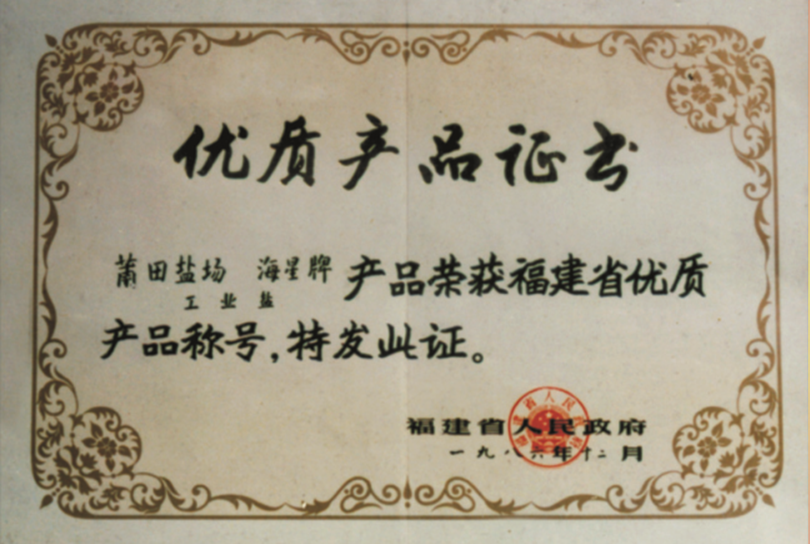 优质产品证书
莆田盐场 海星牌 产品荣获福建省优质
工业盐
产品称号，特发此证。
福建省人民政府
一九八六年十二月